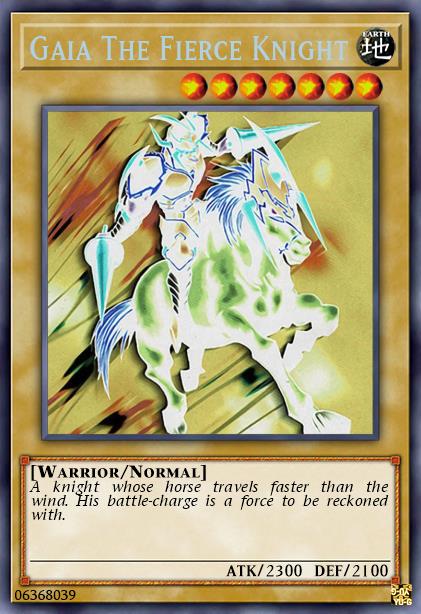 Gaia The Fierce Knight
EARTH
地
[Warrior/Normal]
A knight whose horse travels faster than the
wind. His battle-charge is a force to be reckoned
with.
ATK/2300 DEF/2100
06368039